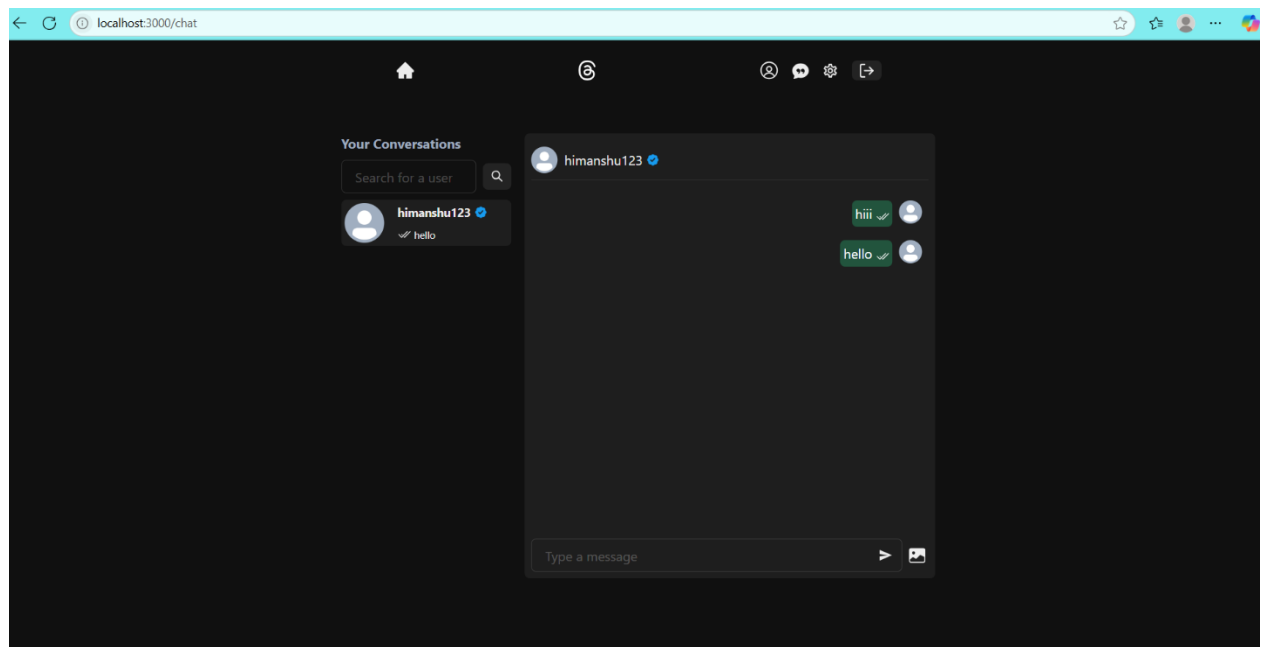 localhost:3000/chat
Your Conversations
Search for a user
himanshu123
hello
himanshu123
hiii
hello
Type a message